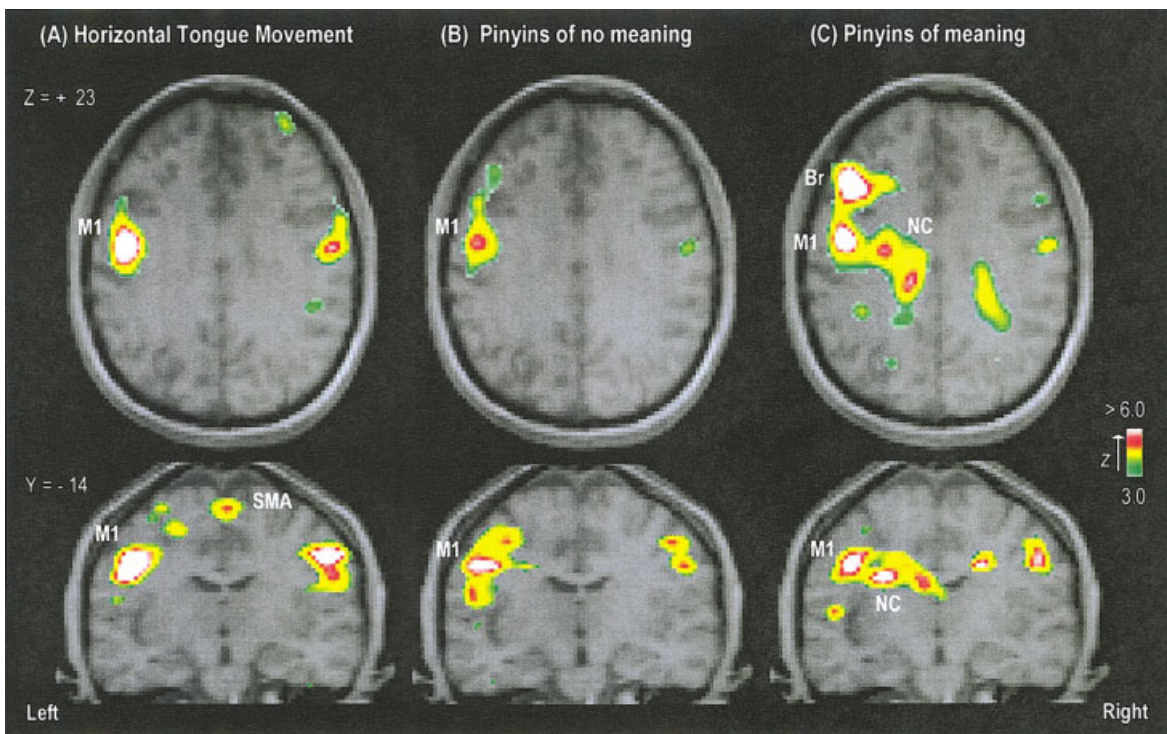 (A) Horizontal Tongue Movement
(B) Pinyins of no meaning
(C) Pinyins of meaning
Z = + 23
M1
M1
Br
M1
NC
> 6.0
Z
3.0
Y = - 14
SMA
M1
M1
M1
NC
Left
Right